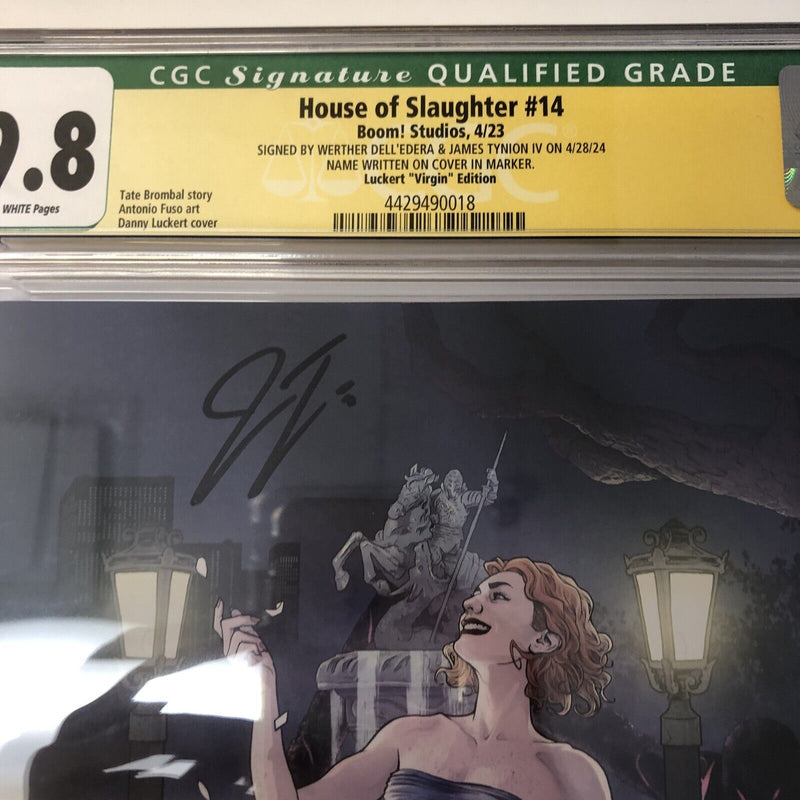 CGC Signature QUALIFIED GRADE
House of Slaughter #14
Boom! Studios, 4/23
SIGNED BY WERTHER DELL'EDERA & JAMES TYNION IV ON 4/28/24
NAME WRITTEN ON COVER IN MARKER.
Luckert "Virgin" Edition
4429490018
9.8
WHITE Pages
Tate Brombal story
Antonio Fuso art
Danny Luckert cover